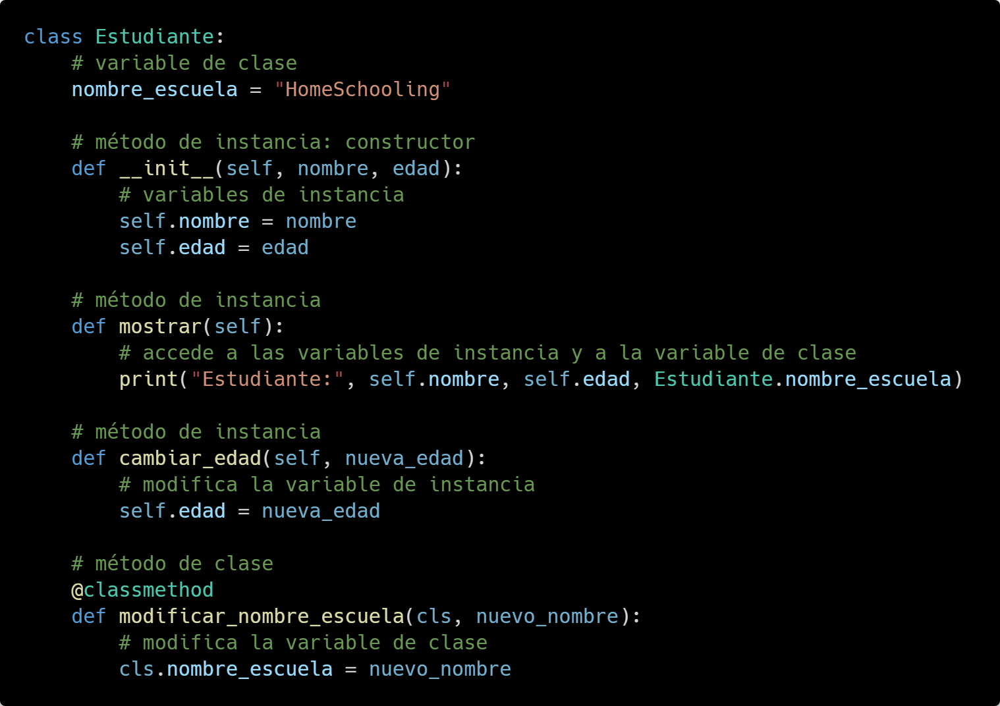 class Estudiante:
    # variable de clase
    nombre_escuela = "HomeSchooling"

    # método de instancia: constructor
    def __init__(self, nombre, edad):
        # variables de instancia
        self.nombre = nombre
        self.edad = edad

    # método de instancia
    def mostrar(self):
        # accede a las variables de instancia y a la variable de clase
        print("Estudiante:", self.nombre, self.edad, Estudiante.nombre_escuela)

    # método de instancia
    def cambiar_edad(self, nueva_edad):
        # modifica la variable de instancia
        self.edad = nueva_edad

    # método de clase
    @classmethod
    def modificar_nombre_escuela(cls, nuevo_nombre):
        # modifica la variable de clase
        cls.nombre_escuela = nuevo_nombre